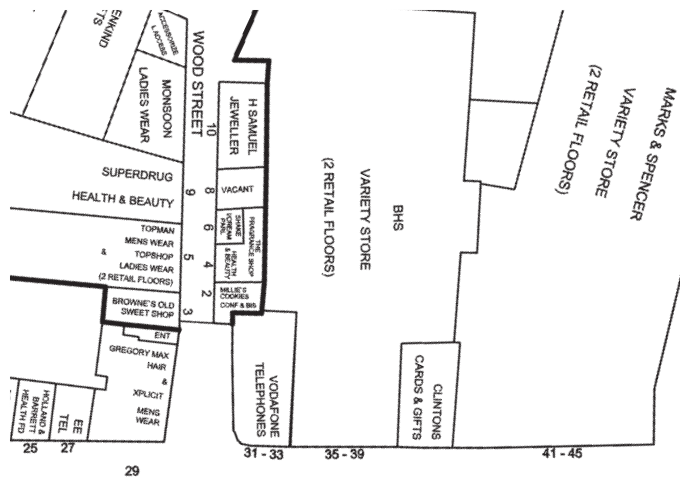 ACCESSORIZE
WOOD STREET
MONSOON
LADIES WEAR
10
H SAMUEL
JEWELLER
SUPERDRUG
HEALTH & BEAUTY
9
8
VACANT
TOPMAN
MENS WEAR
&
TOPSHOP
LADIES WEAR
(2 RETAIL FLOORS)
5
6
SHAKE
THE
FRAGRANCE SHOP
4
HEALTH
& BEAUTY
2
MILLIE'S
COOKIES
CONF & BIS
BROWNE'S OLD
SWEET SHOP
3
ENT
GREGORY MAX
HAIR
&
XPLICIT
MENS
WEAR
29
EE
TEL
27
HOLLAND &
BARRETT
HEALTH FD
25
VODAFONE
TELEPHONES
31 - 33
BHS
VARIETY STORE
(2 RETAIL FLOORS)
35 - 39
CLINTONS
CARDS & GIFTS
MARKS & SPENCER
VARIETY STORE
(2 RETAIL FLOORS)
41 - 45